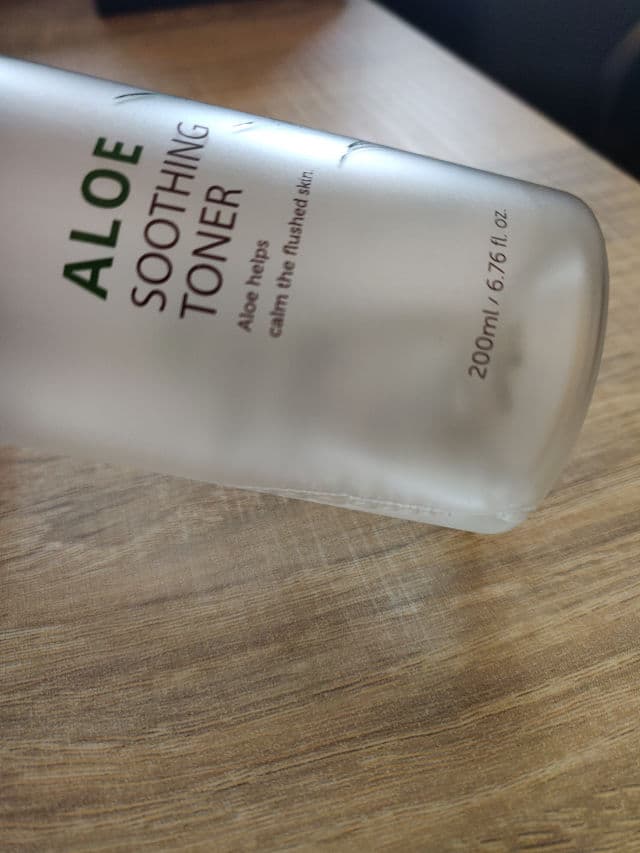 ALOE
SOOTHING
TONER
Aloe helps
calm the flushed skin.
200ml / 6.76 fl. oz.